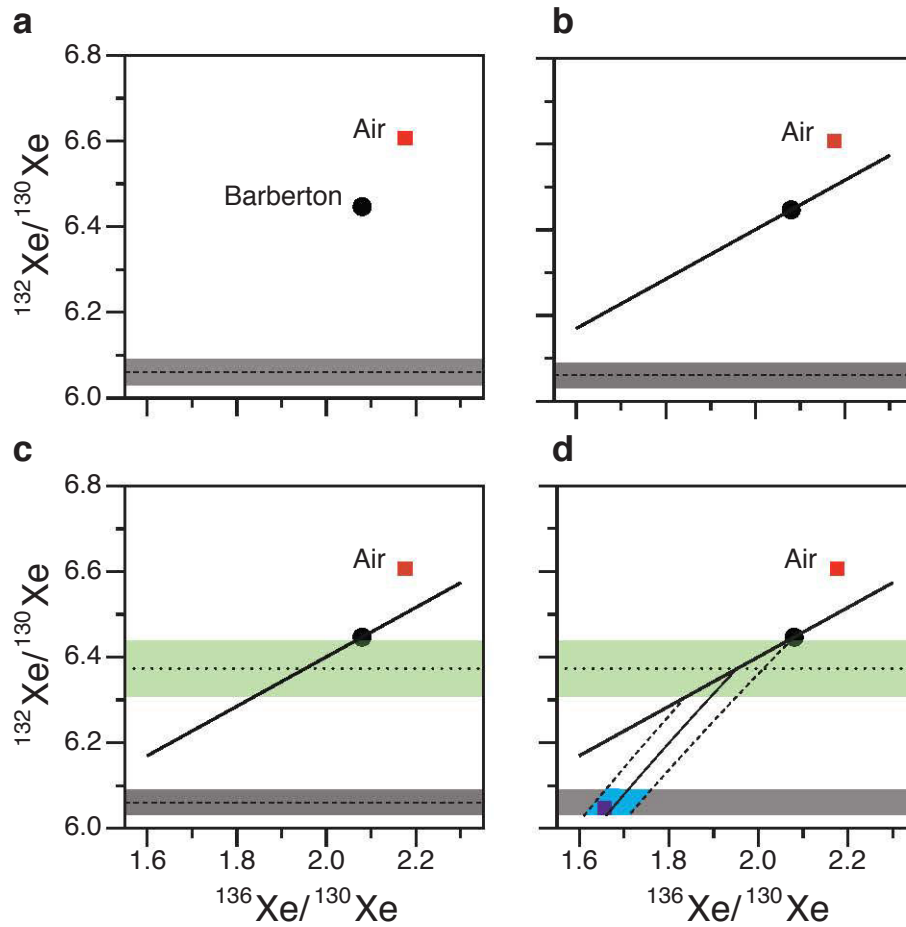 a
b
6.8
6.6
6.4
6.2
6.0
¹³²Xe/¹³⁰Xe
Air
Barberton
Air
c
d
6.8
6.6
6.4
6.2
6.0
¹³²Xe/¹³⁰Xe
Air
Air
1.6
1.8
2.0
2.2
1.6
1.8
2.0
2.2
¹³⁶Xe/¹³⁰Xe
¹³⁶Xe/¹³⁰Xe